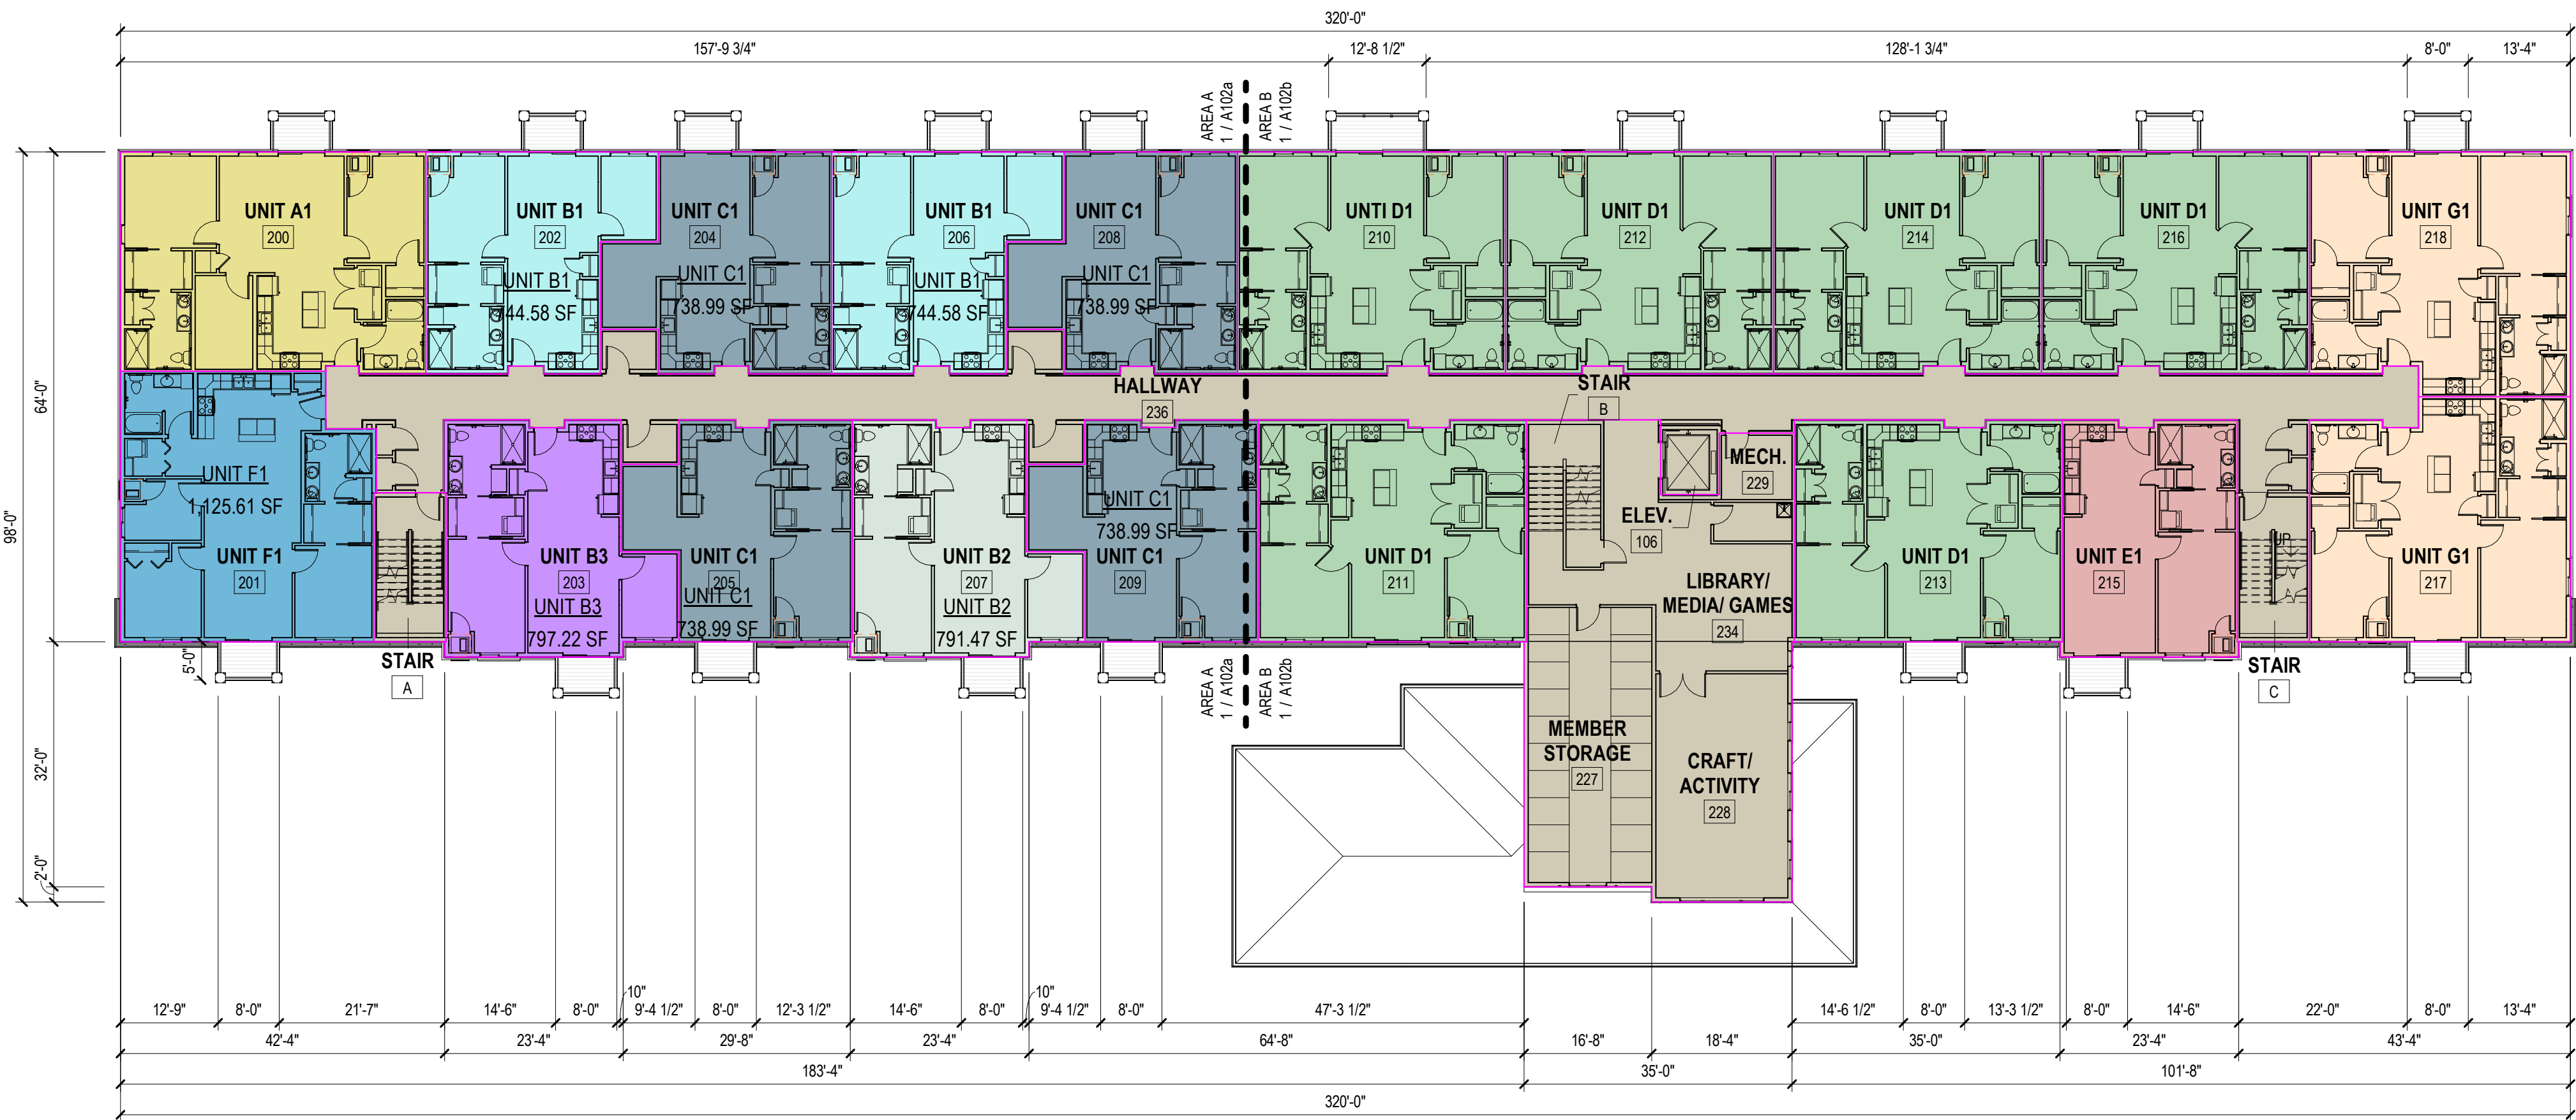 320'-0"
157'-9 3/4"
12'-8 1/2"
128'-1 3/4"
8'-0"
13'-4"
AREA A
1 / A102a
AREA B
1 / A102b
UNIT A1
200
UNIT B1
202
UNIT C1
204
UNIT B1
206
UNIT C1
208
UNTI D1
210
UNIT D1
212
UNIT D1
214
UNIT D1
216
UNIT G1
218
UNIT B1
744.58 SF
UNIT C1
738.99 SF
UNIT B1
744.58 SF
UNIT C1
738.99 SF
HALLWAY
236
STAIR
B
64'-0"
98'-0"
32'-0"
2'-0"
5'-0"
UNIT F1
1,125.61 SF
UNIT F1
201
STAIR
A
UNIT B3
203
UNIT B3
797.22 SF
UNIT C1
205
UNIT C1
738.99 SF
UNIT B2
207
UNIT B2
791.47 SF
UNIT C1
738.99 SF
UNIT C1
209
UNIT D1
211
ELEV.
106
MECH.
229
LIBRARY/
MEDIA/ GAMES
234
UNIT D1
213
UNIT E1
215
UP
STAIR
C
UNIT G1
217
AREA A
1 / A102a
AREA B
1 / A102b
MEMBER
STORAGE
227
CRAFT/
ACTIVITY
228
12'-9"
8'-0"
21'-7"
14'-6"
8'-0"
10"
9'-4 1/2"
8'-0"
12'-3 1/2"
14'-6"
8'-0"
10"
9'-4 1/2"
8'-0"
47'-3 1/2"
14'-6 1/2"
8'-0"
13'-3 1/2"
8'-0"
14'-6"
22'-0"
8'-0"
13'-4"
42'-4"
23'-4"
29'-8"
23'-4"
64'-8"
16'-8"
18'-4"
35'-0"
23'-4"
43'-4"
183'-4"
35'-0"
101'-8"
320'-0"